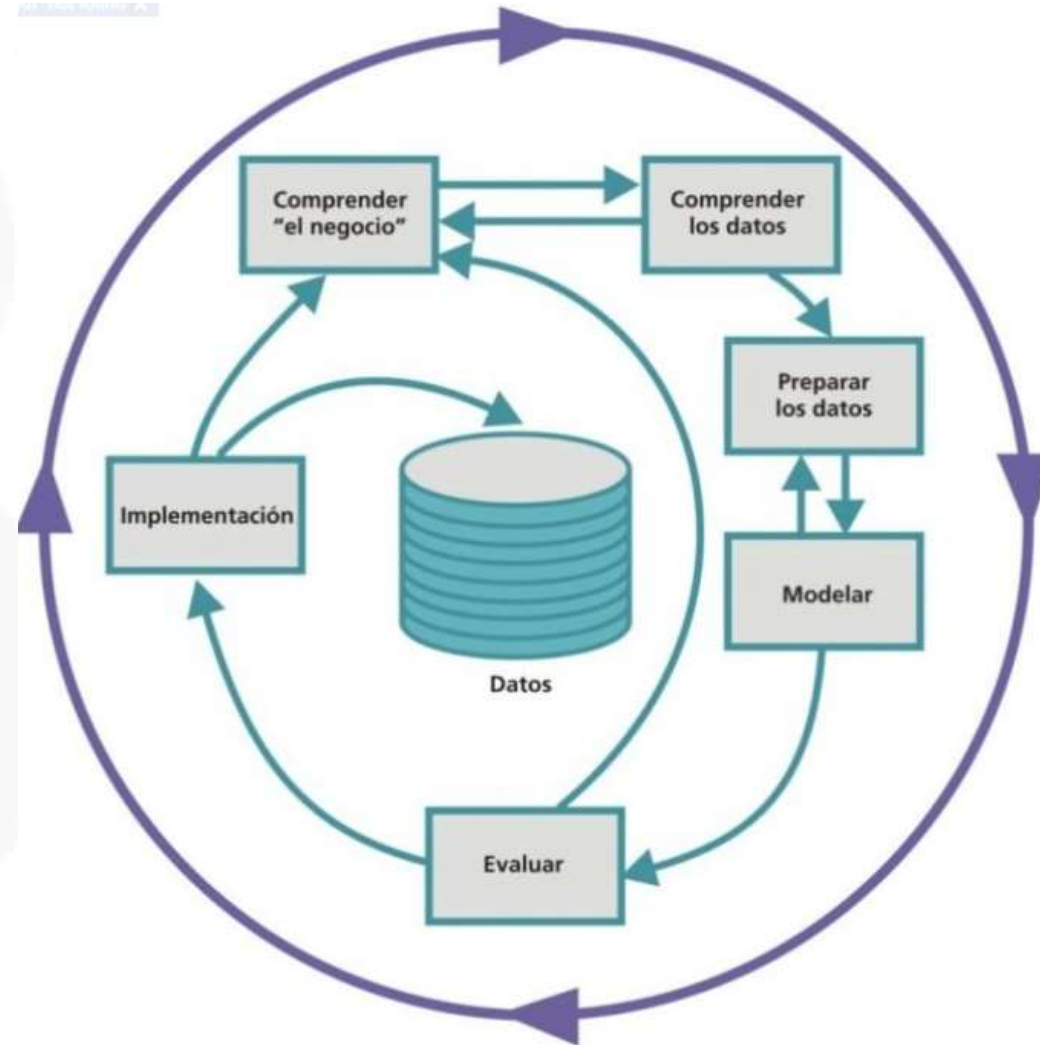 Comprender
“el negocio”
Comprender
los datos
Preparar
los datos
Implementación
Modelar
Datos
Evaluar